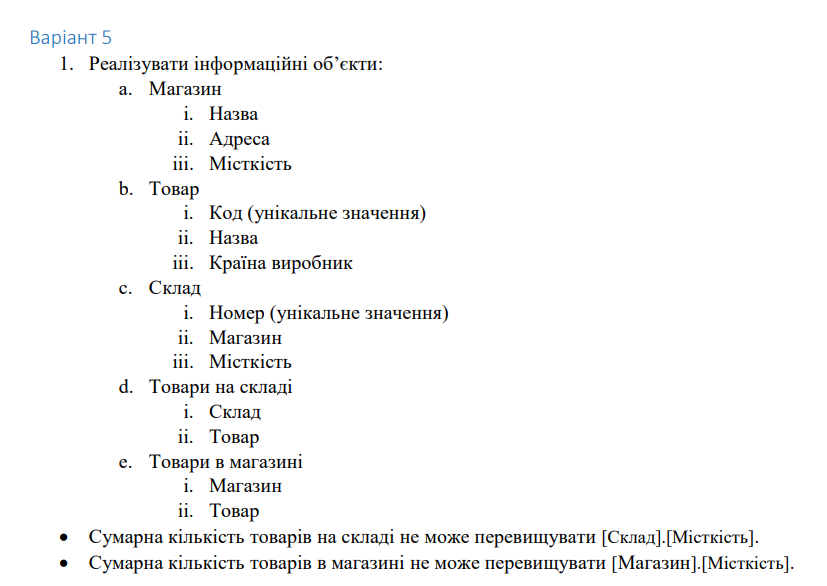 Варіант 5
1. Реалізувати інформаційні об’єкти:
a. Магазин
i. Назва
ii. Адреса
iii. Місткість
b. Товар
i. Код (унікальне значення)
ii. Назва
iii. Країна виробник
c. Склад
i. Номер (унікальне значення)
ii. Магазин
iii. Місткість
d. Товари на складі
i. Склад
ii. Товар
e. Товари в магазині
i. Магазин
ii. Товар
• Сумарна кількість товарів на складі не може перевищувати [Склад].[Місткість].
• Сумарна кількість товарів в магазині не може перевищувати [Магазин].[Місткість].